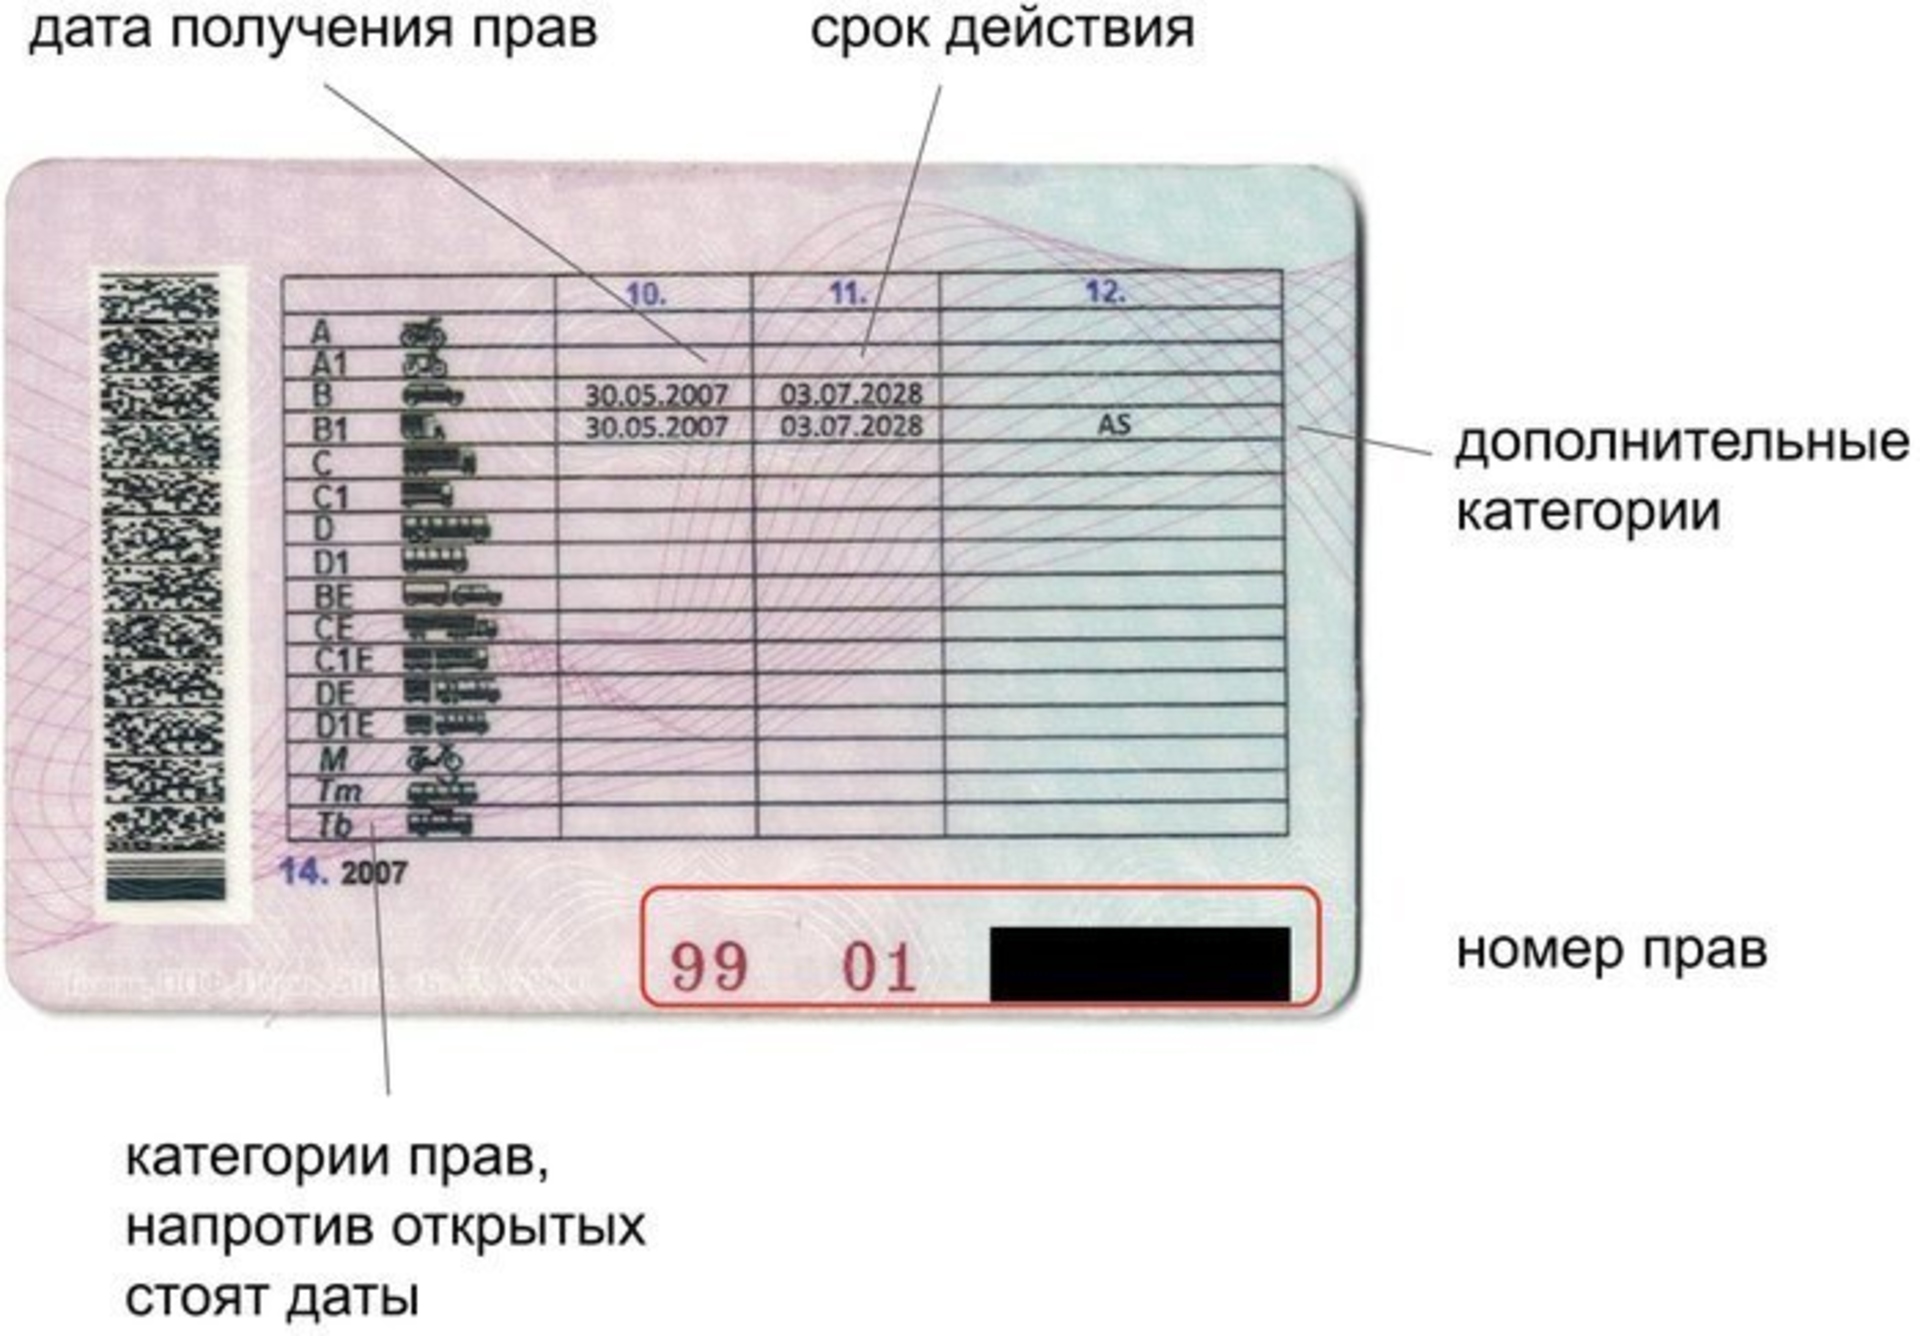 дата получения прав
срок действия
10. 11. 12.
A
A1
B 30.05.2007 03.07.2028
B1 30.05.2007 03.07.2028 AS
C
C1
D
D1
BE
CE
C1E
DE
D1E
M
Tm
Tb
14. 2007
99 01
дополнительные
категории
номер прав
категории прав,
напротив открытых
стоят даты